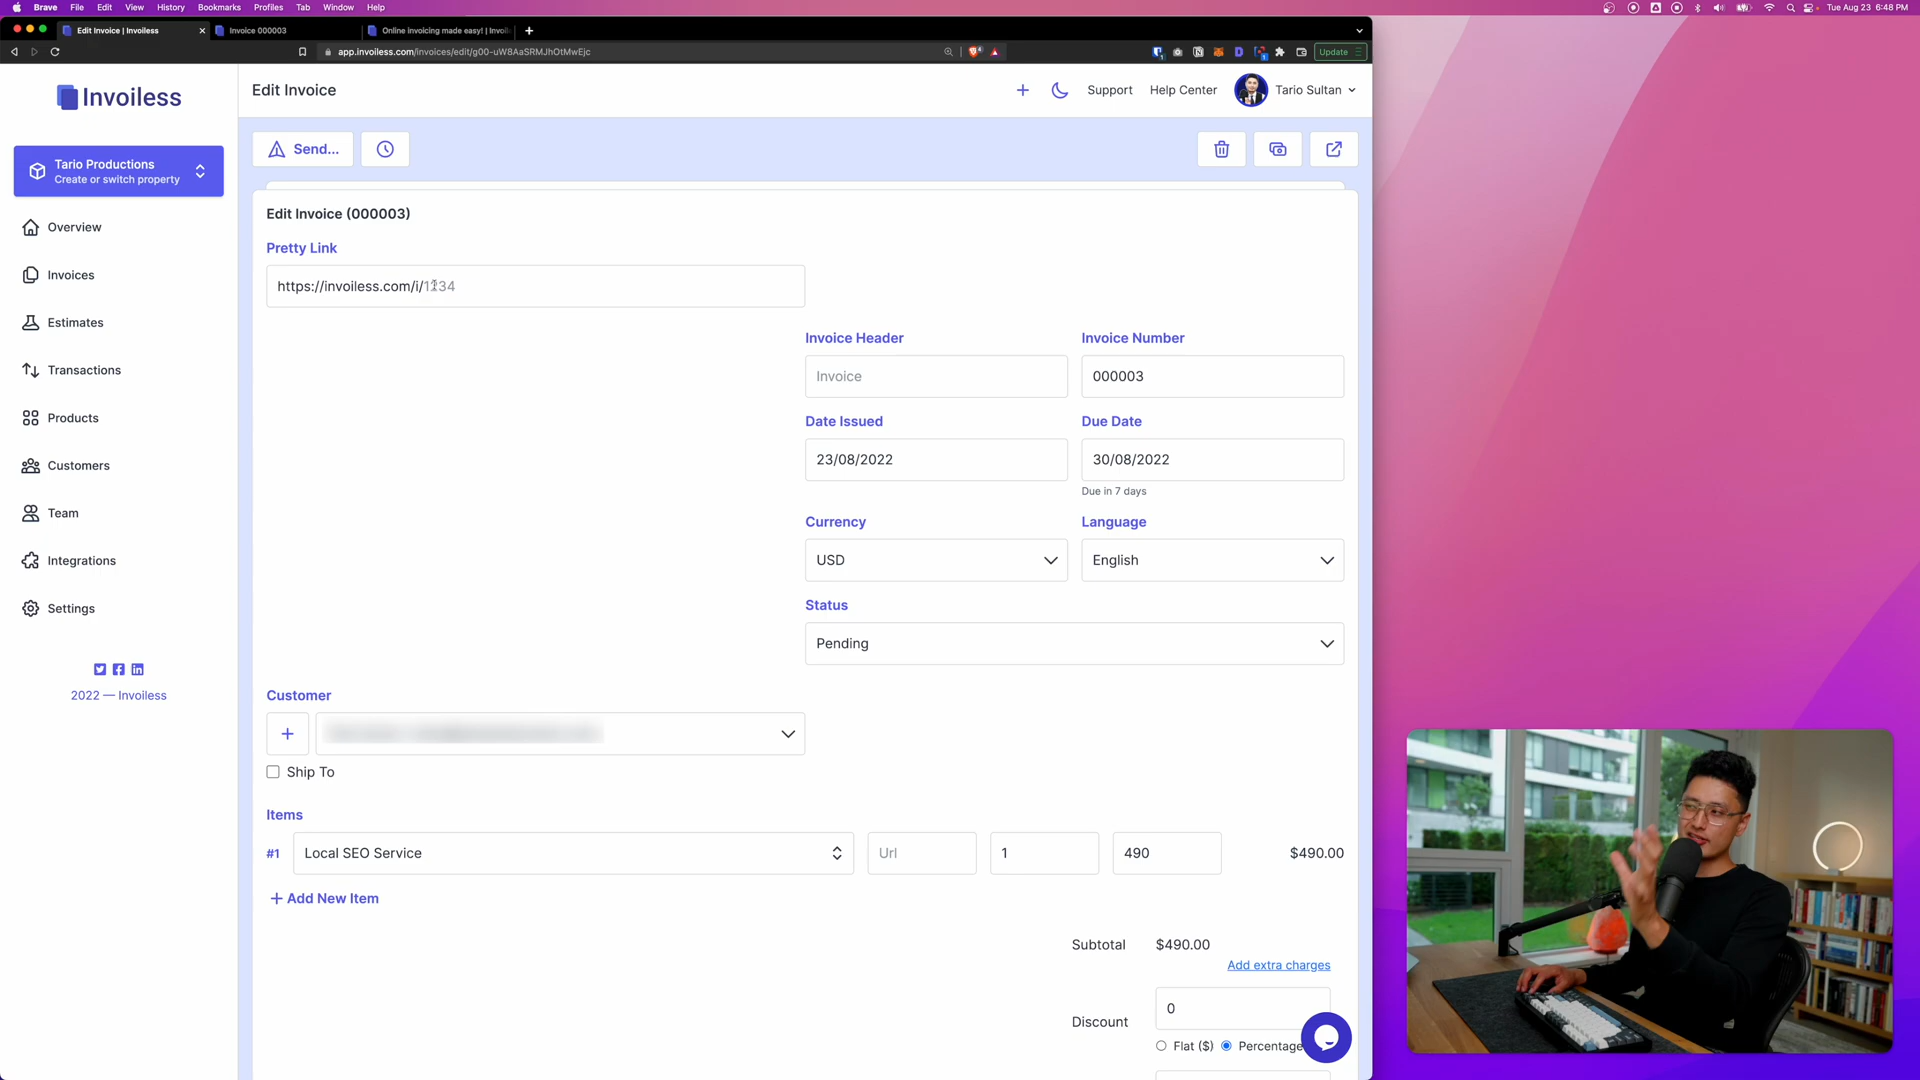 Brave File Edit View History Bookmarks Profiles Tab Window Help Tue Aug 23 6:48 PM
Edit Invoice | Invoiless Invoice 000003 Online invoicing made easy! | Invoil
app.invoiless.com/invoices/edit/g00-uW8AaSRMJhOtMwEjc Update
Invoiless
Edit Invoice
Support Help Center Tario Sultan
Send...
Tario Productions
Create or switch property
Overview
Invoices
Estimates
Transactions
Products
Customers
Team
Integrations
Settings
2022 — Invoiless
Edit Invoice (000003)
Pretty Link
https://invoiless.com/i/1234
Invoice Header Invoice Number
Invoice 000003
Date Issued Due Date
23/08/2022 30/08/2022
Due in 7 days
Currency Language
USD English
Status
Pending
Customer
Ship To
Items
#1 Local SEO Service Url 1 490 $490.00
Add New Item
Subtotal $490.00
Add extra charges
Discount 0
Flat ($) Percentage